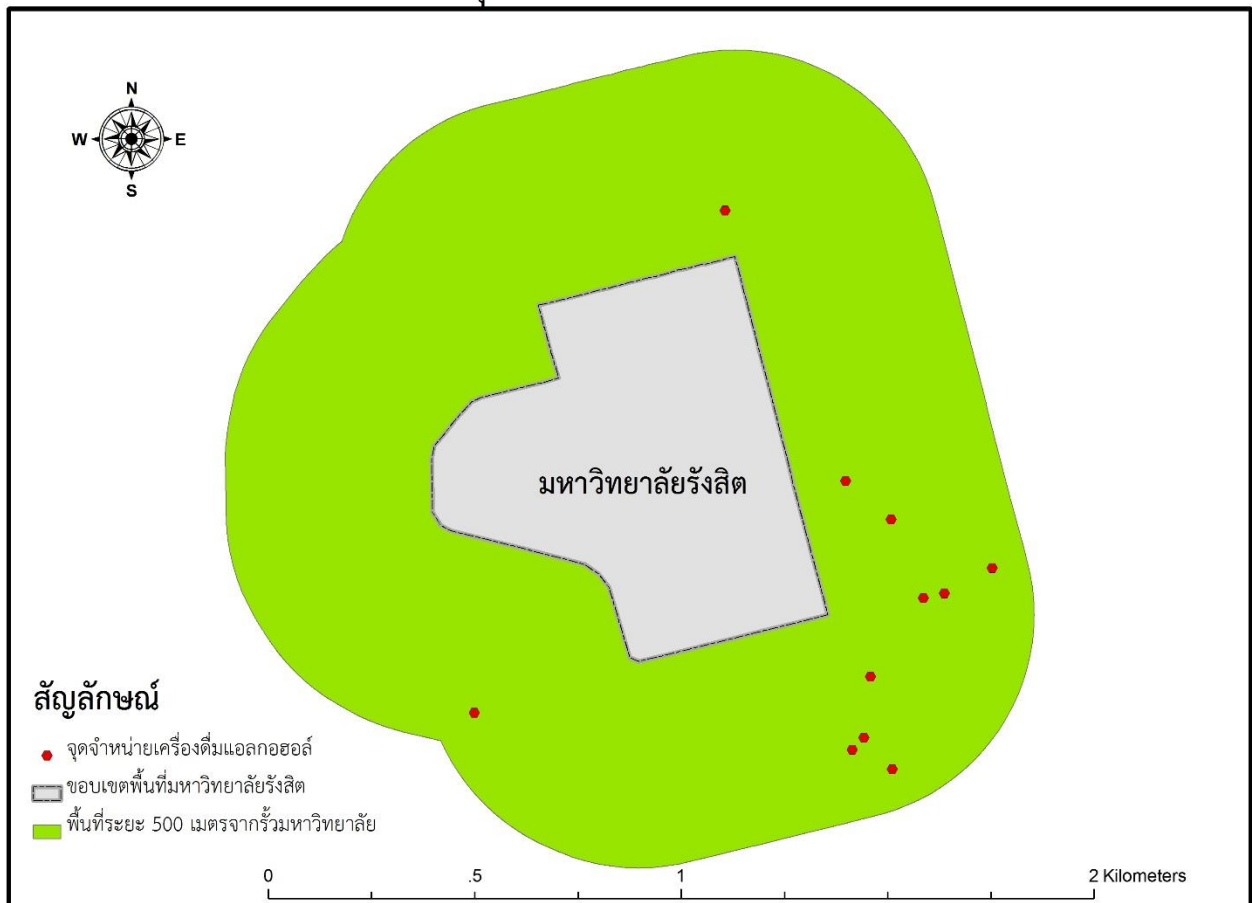 N
W E
S
มหาวิทยาลัยรังสิต
สัญลักษณ์
จุดจำหน่ายเครื่องดื่มแอลกอฮอล์
ขอบเขตพื้นที่มหาวิทยาลัยรังสิต
พื้นที่ระยะ 500 เมตรจากรั้วมหาวิทยาลัย
0 .5 1 2 Kilometers